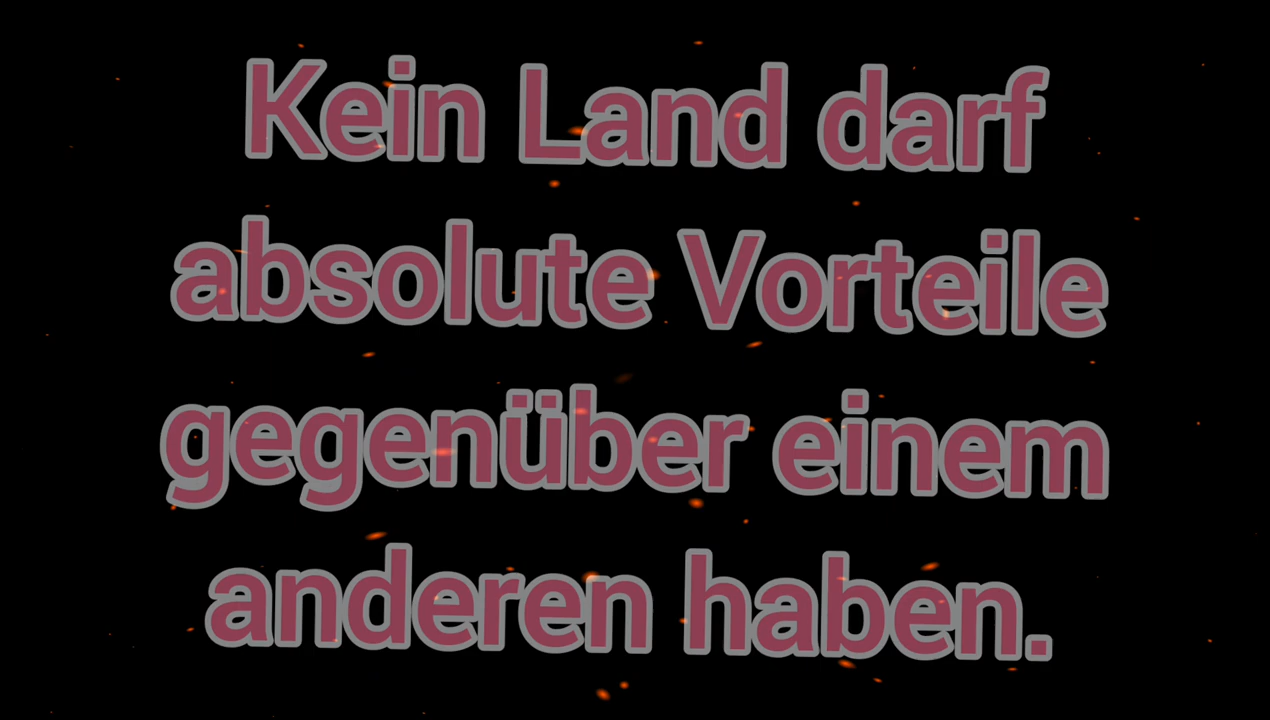 Kein Land darf
absolute Vorteile
gegenüber einem
anderen haben.